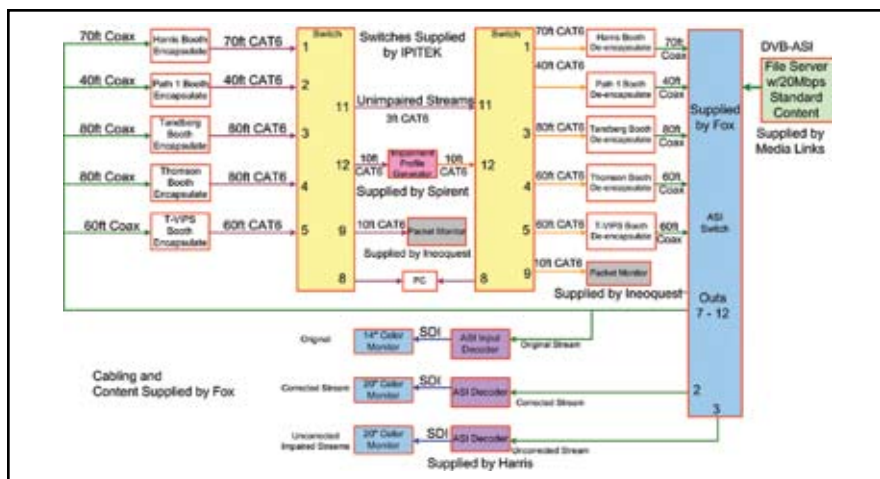 70ft Coax
Harris Booth
Encapsulate
70ft CAT6
40ft Coax
Path 1 Booth
Encapsulate
40ft CAT6
80ft Coax
Tandberg
Booth
Encapsulate
80ft CAT6
80ft Coax
Thomson
Booth
Encapsulate
80ft CAT6
60ft Coax
T-VIPS
Booth
Encapsulate
60ft CAT6
Switch
1
2
11
3
12
4
5
9
8
Switches Supplied
by IPITEK
Unimpaired Streams
3ft CAT6
10ft
CAT6
Impairment
Profile
Generator
10ft
CAT6
Supplied by Spirent
10ft CAT6
Packet Monitor
Supplied by Ineoquest
PC
Switch
1
11
3
12
4
5
9
8
70ft CAT6
Harris Booth
De-encapsulate
70ft
Coax
40ft CAT6
Path 1 Booth
De-encapsulate
40ft
Coax
80ft CAT6
Tandberg Booth
De-encapsulate
80ft
Coax
60ft CAT6
Thomson Booth
De-encapsulate
60ft
Coax
60ft CAT6
T-VIPS Booth
De-encapsulate
60ft
Coax
10ft CAT6
Packet Monitor
Supplied by Ineoquest
Supplied
by Fox
ASI
Switch
Outs
7 - 12
2
3
DVB-ASI
File Server
w/20Mbps
Standard
Content
Supplied by
Media Links
Original
14" Color
Monitor
SDI
ASI Input
Decoder
Original Stream
Cabling and
Content Supplied by Fox
Corrected Stream
20" Color
Monitor
SDI
ASI Decoder
Corrected Stream
Uncorrected
Impaired Streams
20" Color
Monitor
SDI
ASI Decoder
Uncorrected Stream
Supplied by Harris